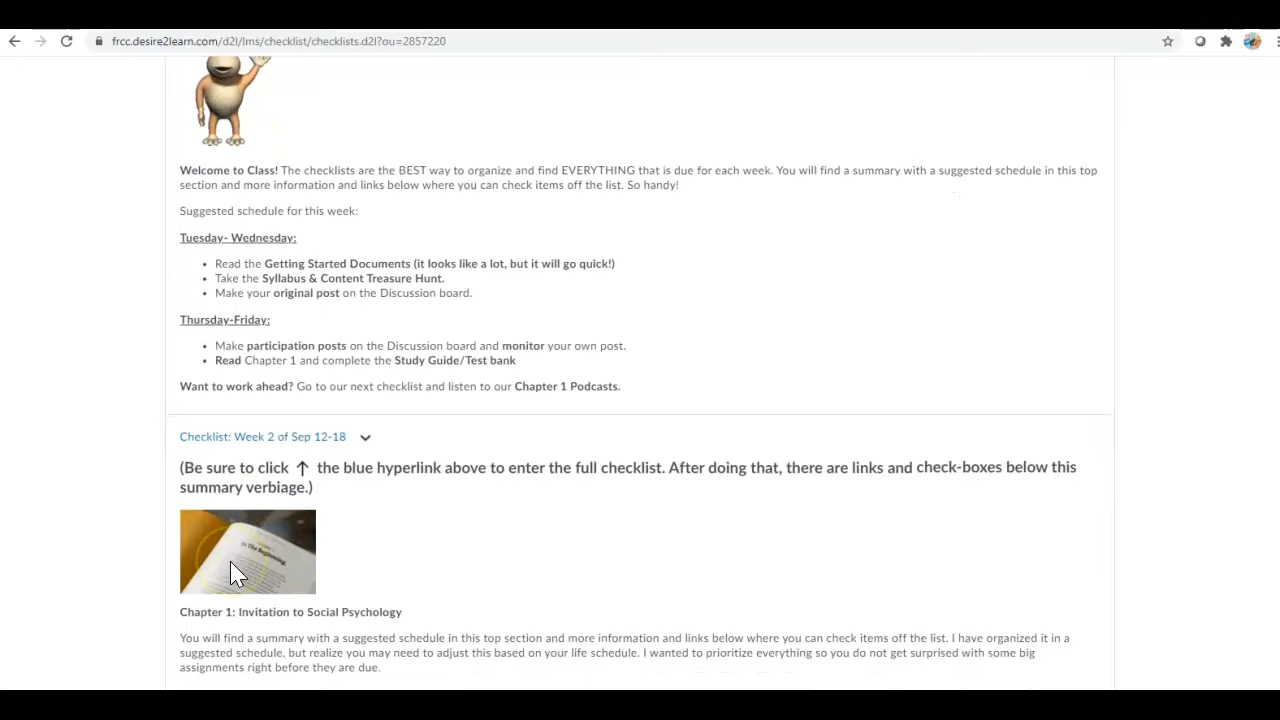 frcc.desire2learn.com/d2l/lms/checklist/checklists.d2l?ou=2857220
Welcome to Class! The checklists are the BEST way to organize and find EVERYTHING that is due for each week. You will find a summary with a suggested schedule in this top
section and more information and links below where you can check items off the list. So handy!
Suggested schedule for this week:
Tuesday- Wednesday:
• Read the Getting Started Documents (it looks like a lot, but it will go quick!)
• Take the Syllabus & Content Treasure Hunt.
• Make your original post on the Discussion board.
Thursday-Friday:
• Make participation posts on the Discussion board and monitor your own post.
• Read Chapter 1 and complete the Study Guide/Test bank
Want to work ahead? Go to our next checklist and listen to our Chapter 1 Podcasts.
Checklist: Week 2 of Sep 12-18
(Be sure to click ↑ the blue hyperlink above to enter the full checklist. After doing that, there are links and check-boxes below this
summary verbiage.)
In The Beginning.
Chapter 1: Invitation to Social Psychology
You will find a summary with a suggested schedule in this top section and more information and links below where you can check items off the list. I have organized it in a
suggested schedule, but realize you may need to adjust this based on your life schedule. I wanted to prioritize everything so you do not get surprised with some big
assignments right before they are due.